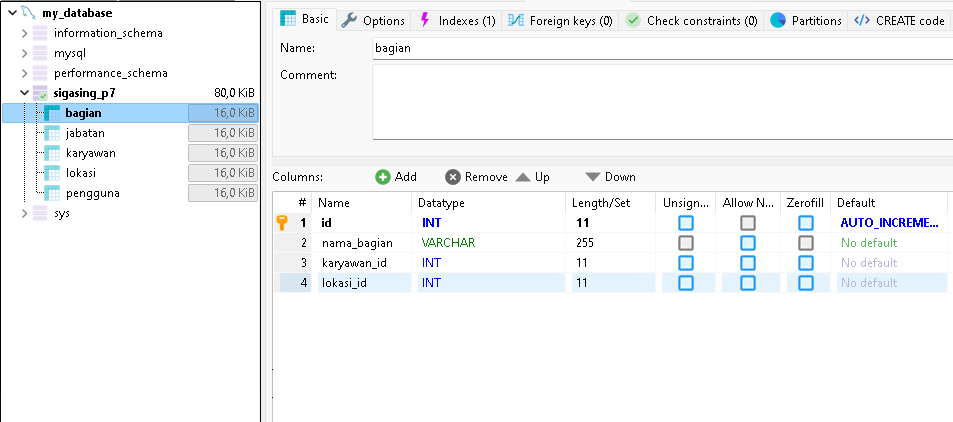 my_database
information_schema
mysql
performance_schema
sigasing_p7 80,0 KiB
bagian 16,0 KiB
jabatan 16,0 KiB
karyawan 16,0 KiB
lokasi 16,0 KiB
pengguna 16,0 KiB
sys
Basic Options Indexes (1) Foreign keys (0) Check constraints (0) Partitions CREATE code
Name: bagian
Comment:
Columns: Add Remove Up Down
# Name Datatype Length/Set Unsign... Allow N... Zerofill Default
1 id INT 11 AUTO_INCREME...
2 nama_bagian VARCHAR 255 No default
3 karyawan_id INT 11 No default
4 lokasi_id INT 11 No default